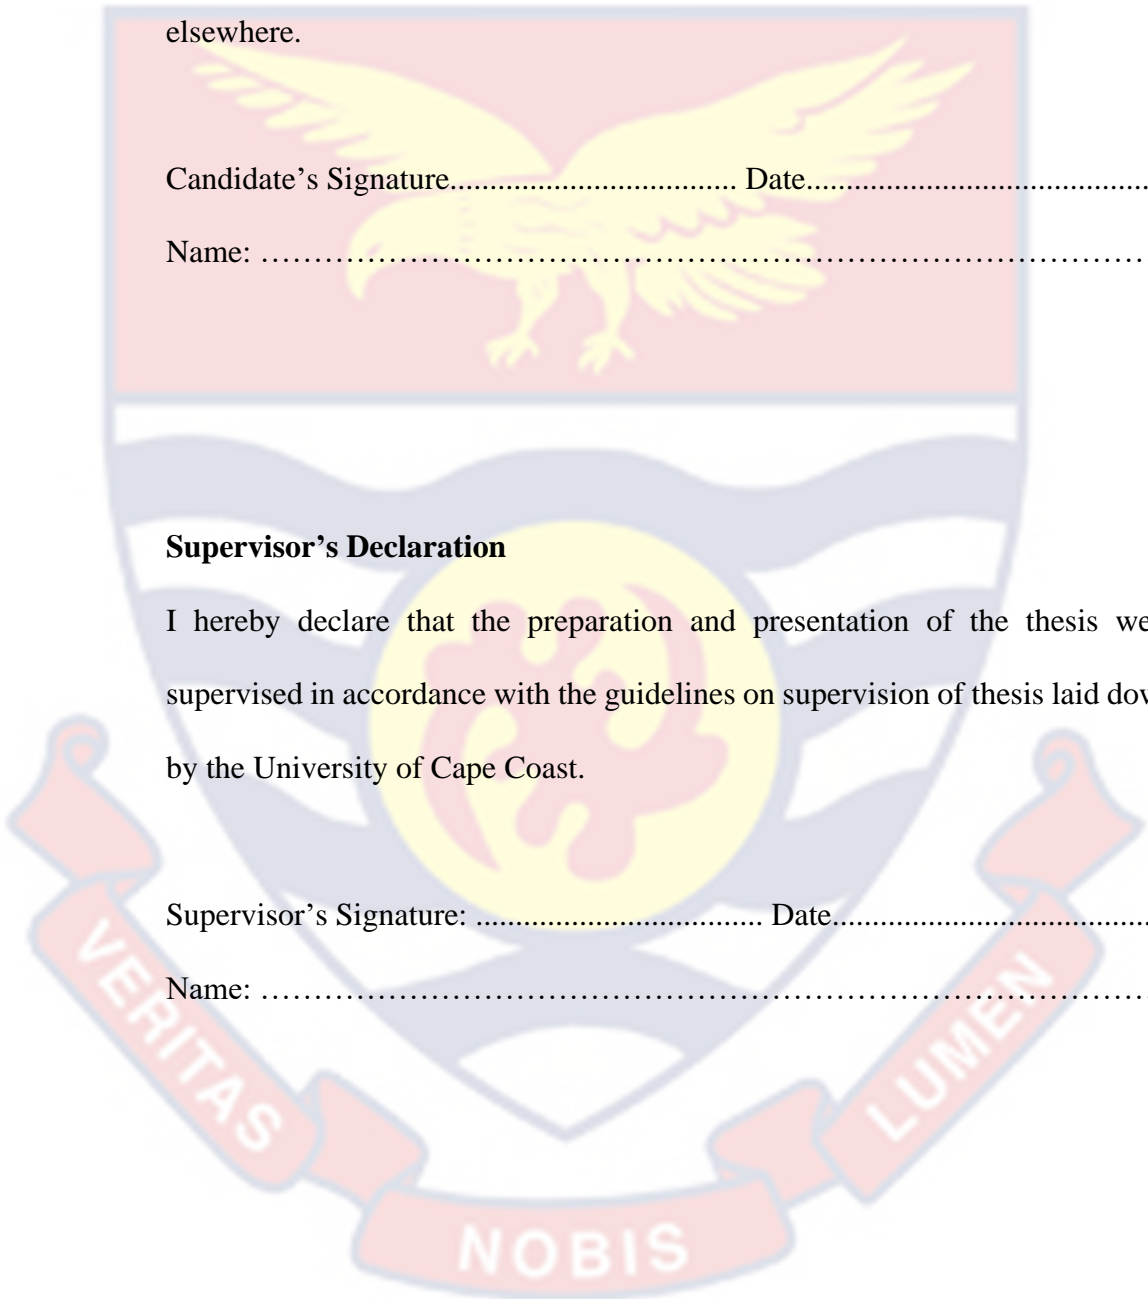 elsewhere.
Candidate’s Signature.................................... Date...........................................
Name: …………………………………………………………………………
Supervisor’s Declaration
I hereby declare that the preparation and presentation of the thesis we
supervised in accordance with the guidelines on supervision of thesis laid dow
by the University of Cape Coast.
Supervisor’s Signature: .................................... Date........................................
Name: …………………………………………………………………………
VERITAS
NOBIS
LUMEN